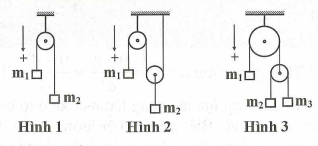 + + +
m₁ m₁ m₁
m₂ m₂ m₂ m₃
Hình 1 Hình 2 Hình 3